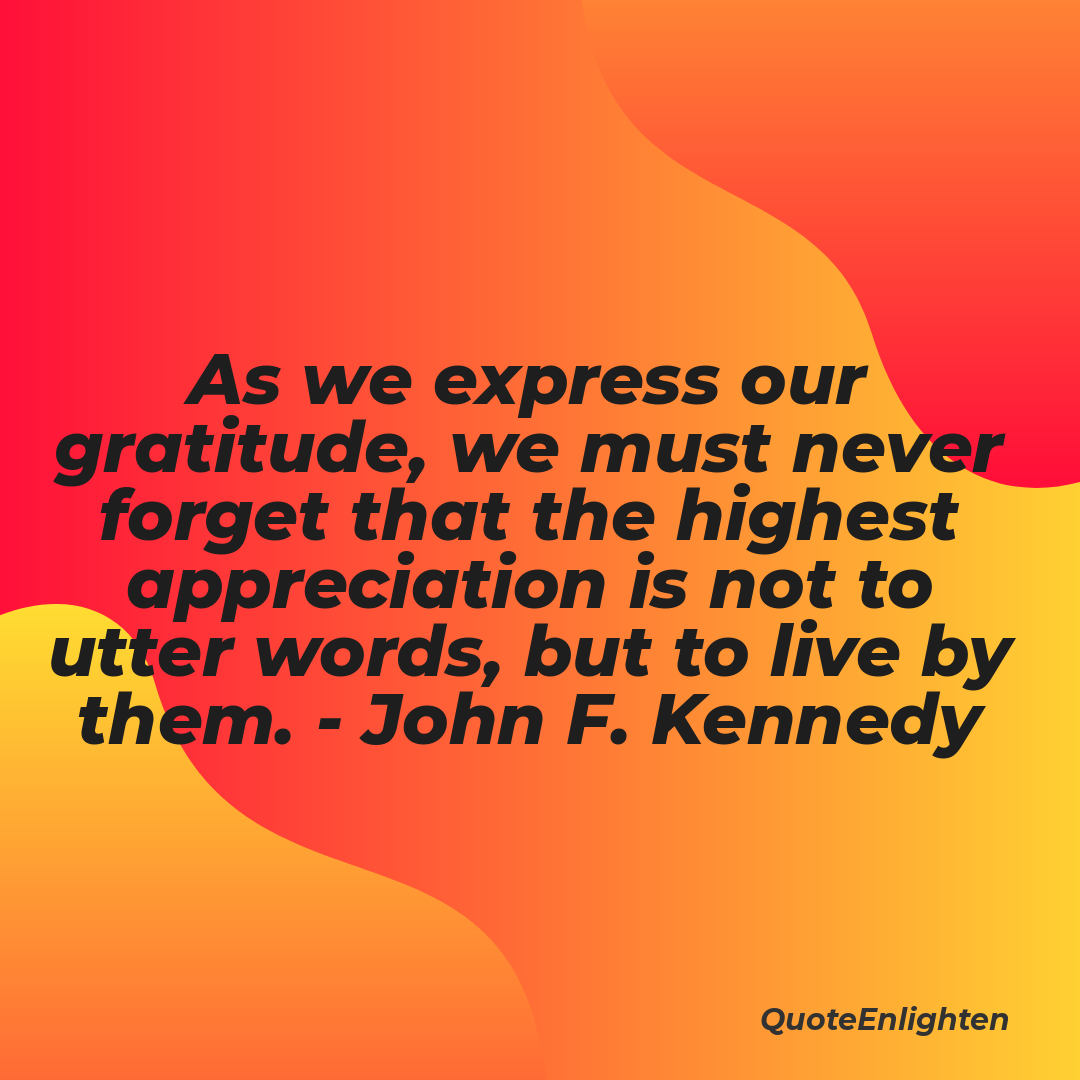 As we express our
gratitude, we must never
forget that the highest
appreciation is not to
utter words, but to live by
them. - John F. Kennedy
QuoteEnlighten